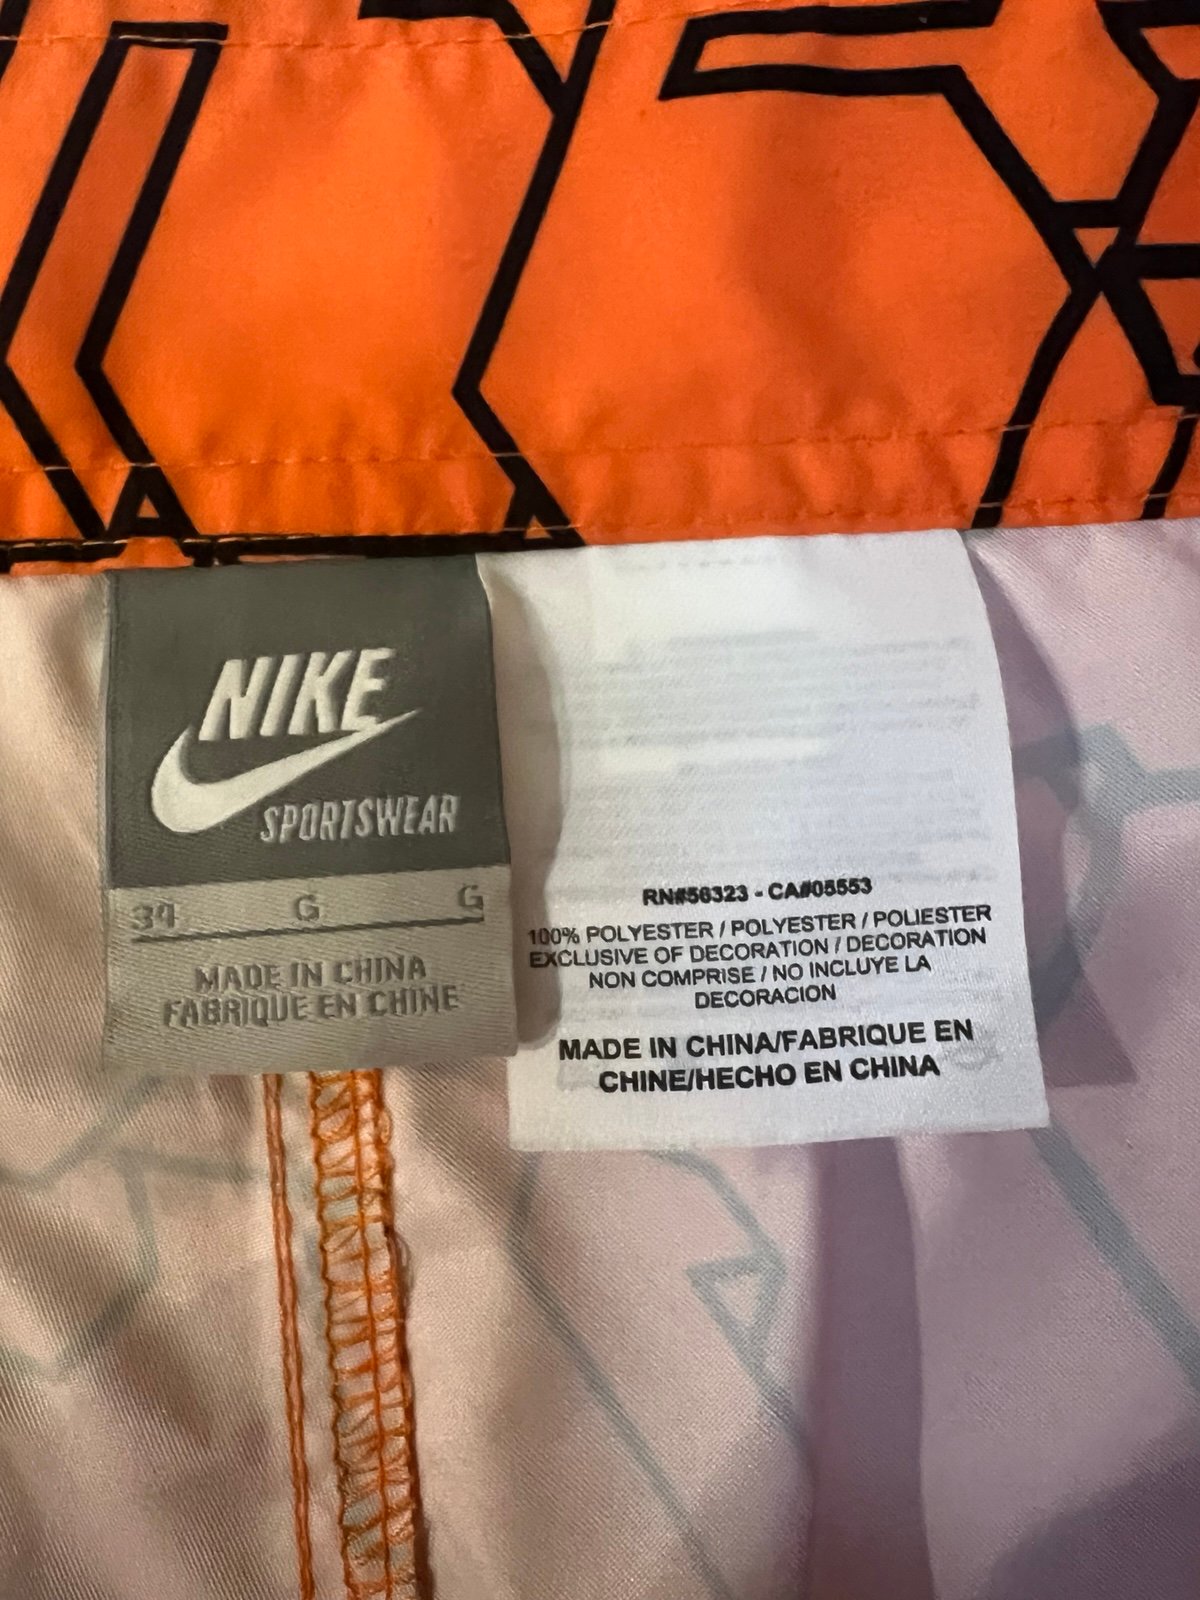 NIKE
SPORTSWEAR
34 G G
MADE IN CHINA
FABRIQUE EN CHINE
RN#56323 - CA#05553
100% POLYESTER / POLYESTER / POLIESTER
EXCLUSIVE OF DECORATION / DECORATION
NON COMPRISE / NO INCLUYE LA
DECORACION
MADE IN CHINA/FABRIQUE EN
CHINE/HECHO EN CHINA